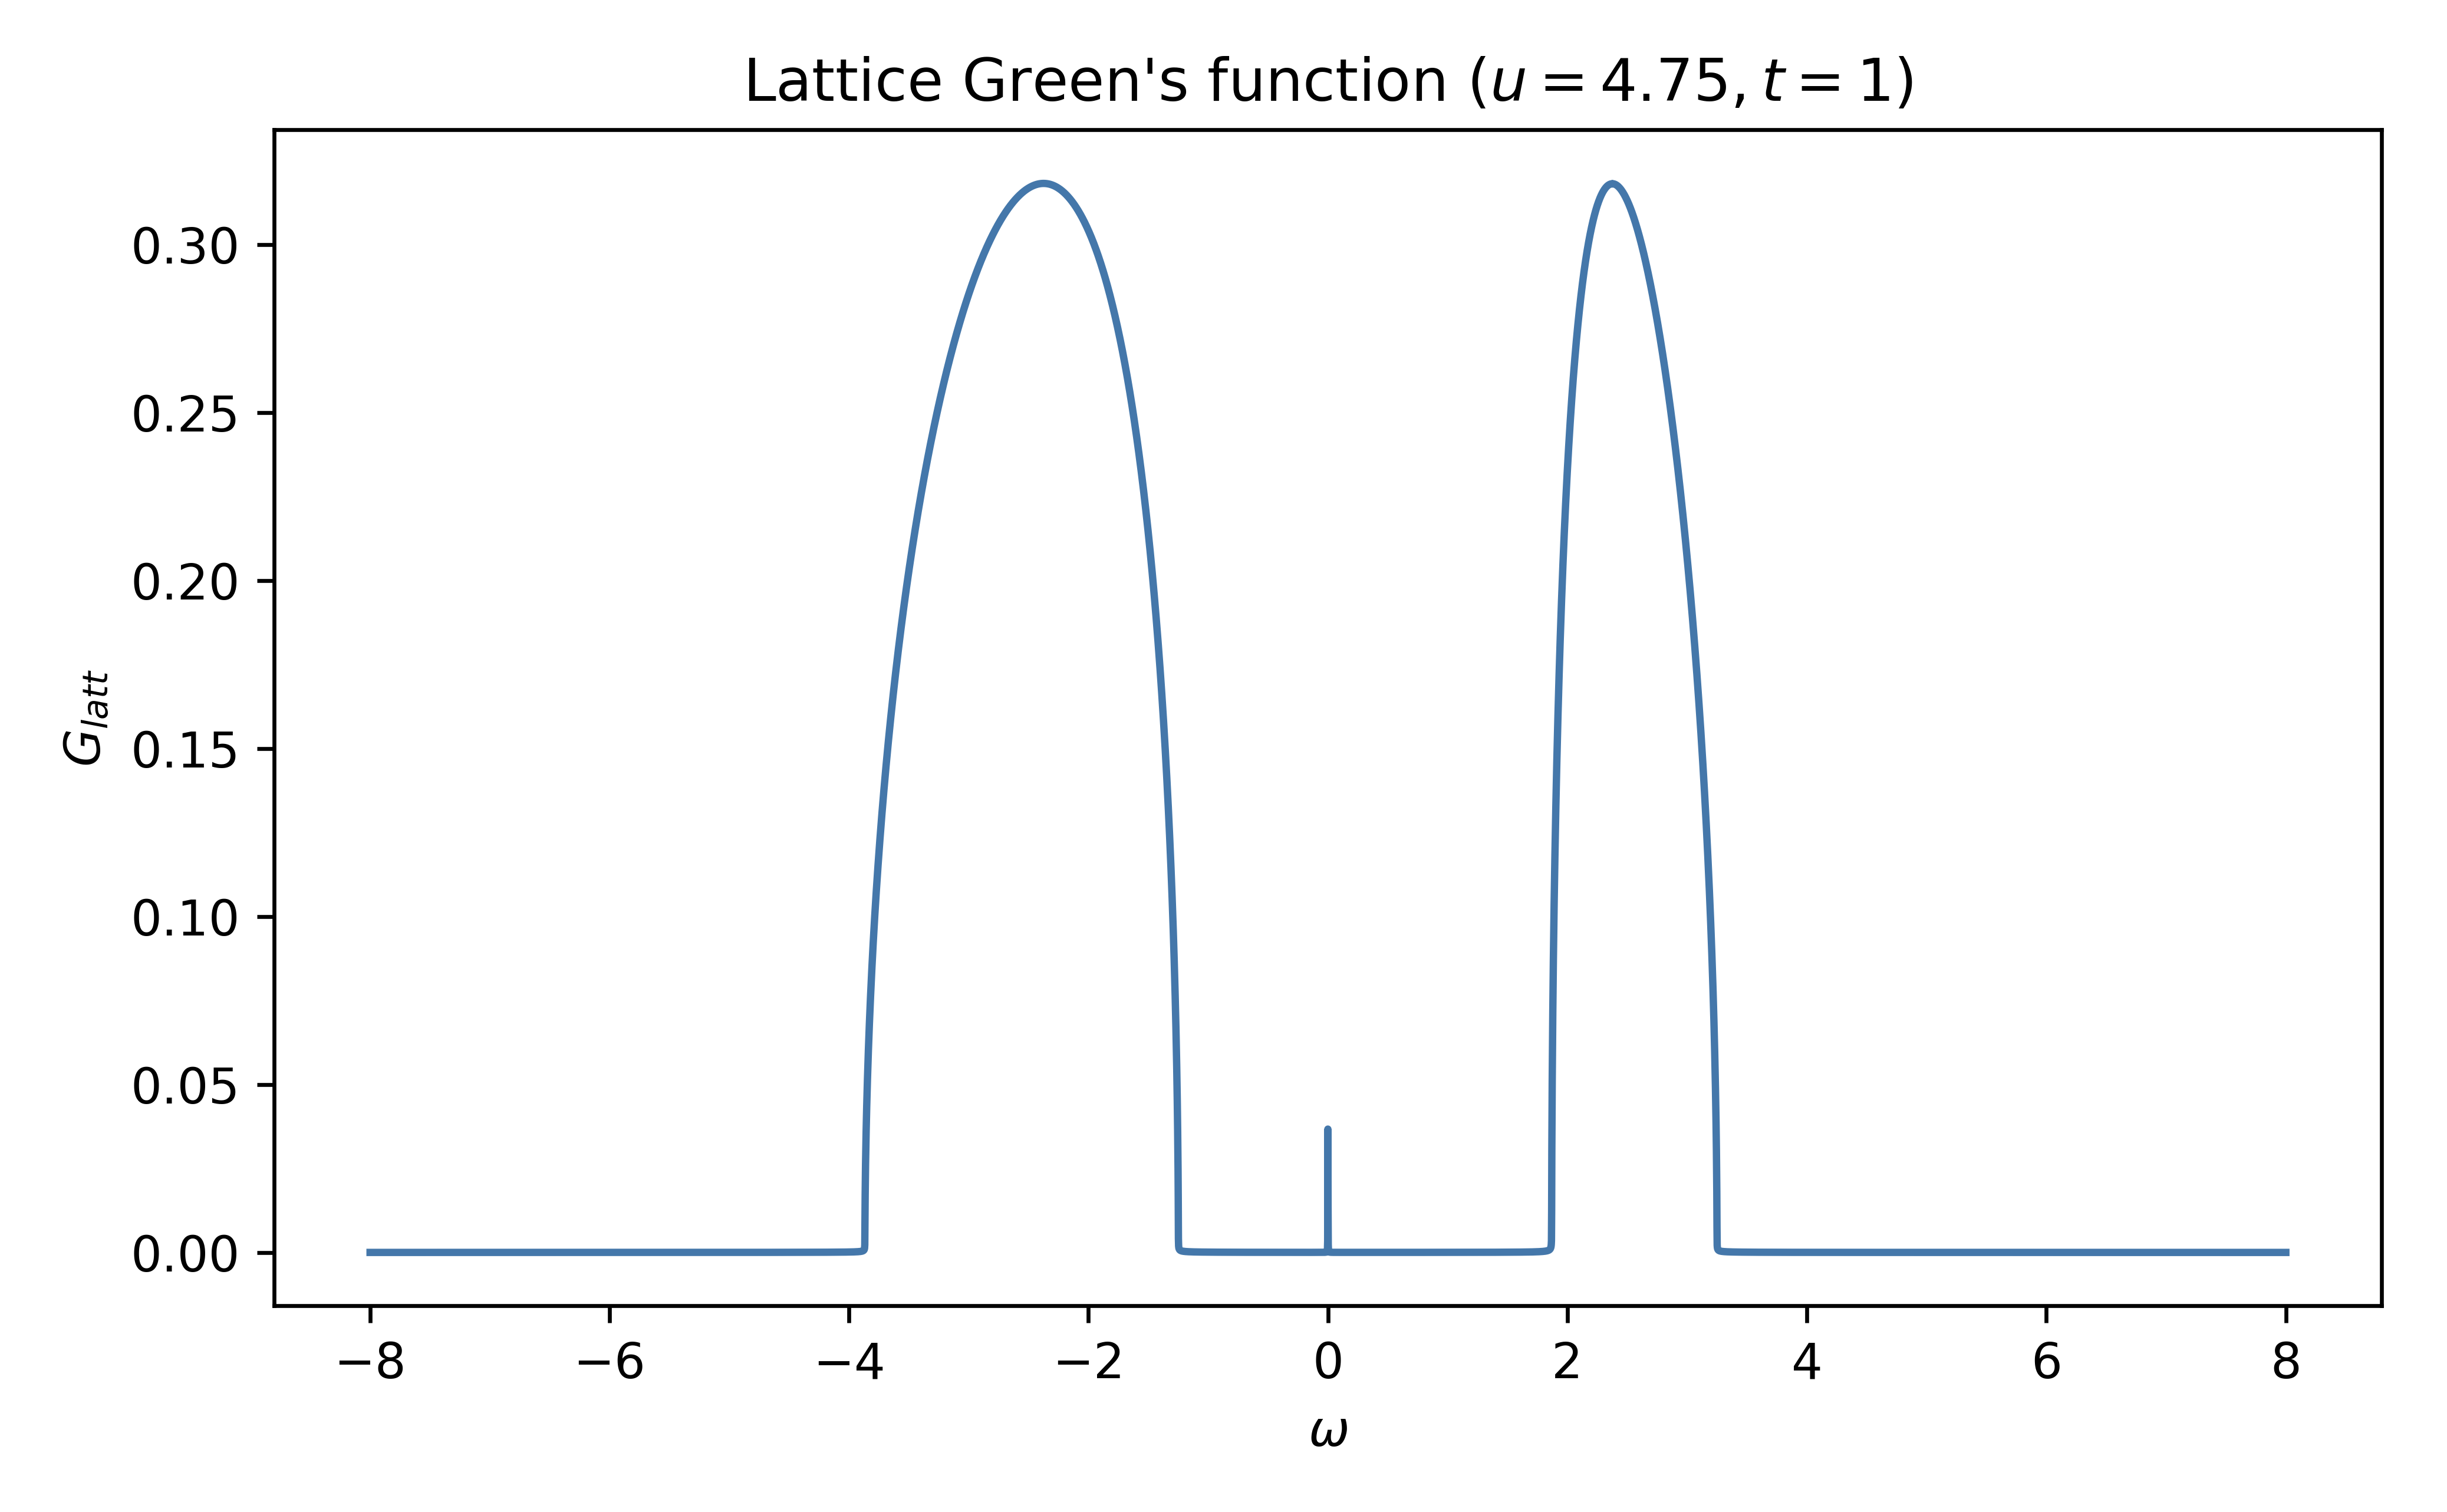 Lattice Green's function (u = 4.75, t = 1)
0.30
0.25
0.20
0.15
0.10
0.05
0.00
G_latt
−8 −6 −4 −2 0 2 4 6 8
ω